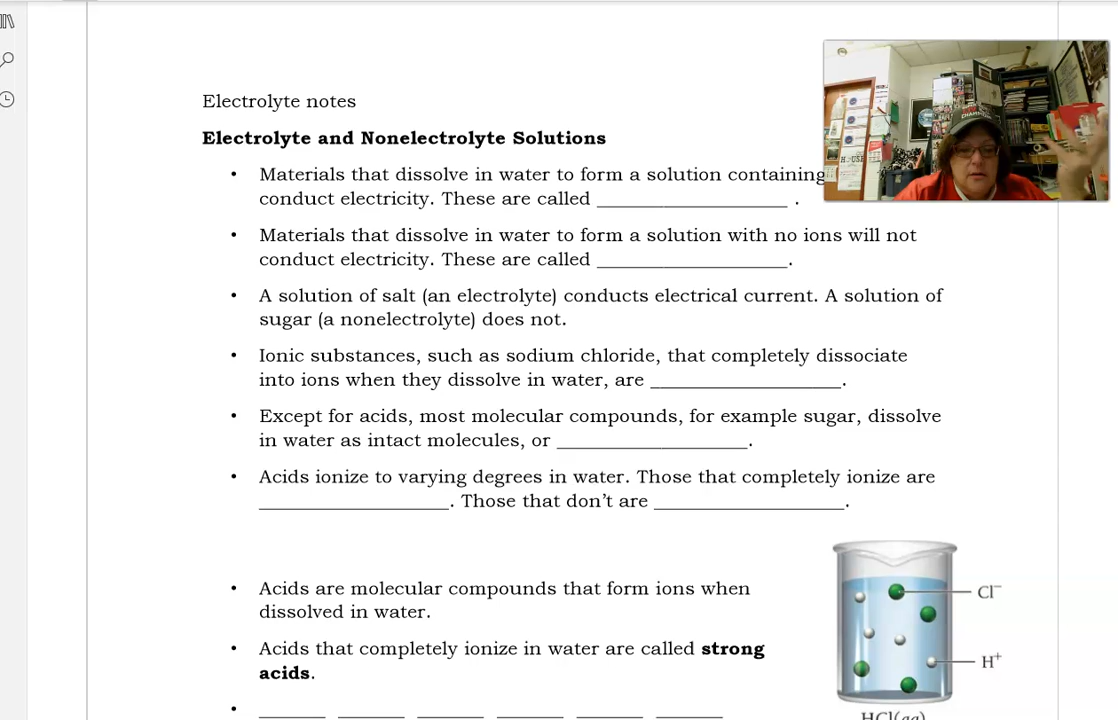 Electrolyte notes
Electrolyte and Nonelectrolyte Solutions
• Materials that dissolve in water to form a solution containing
conduct electricity. These are called ___________________ .
• Materials that dissolve in water to form a solution with no ions will not
conduct electricity. These are called ___________________.
• A solution of salt (an electrolyte) conducts electrical current. A solution of
sugar (a nonelectrolyte) does not.
• Ionic substances, such as sodium chloride, that completely dissociate
into ions when they dissolve in water, are ___________________.
• Except for acids, most molecular compounds, for example sugar, dissolve
in water as intact molecules, or ___________________.
• Acids ionize to varying degrees in water. Those that completely ionize are
___________________. Those that don’t are ___________________.
• Acids are molecular compounds that form ions when
dissolved in water.
• Acids that completely ionize in water are called strong
acids.
Cl⁻
H⁺
HCl(aq)